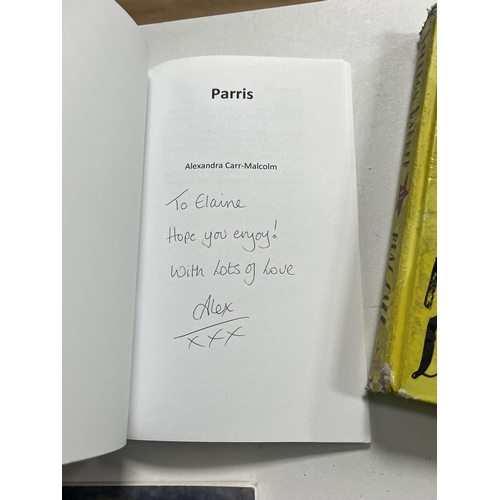 Parris
Alexandra Carr-Malcolm
To Elaine
Hope you enjoy!
With Lots of Love
Alex
xxx